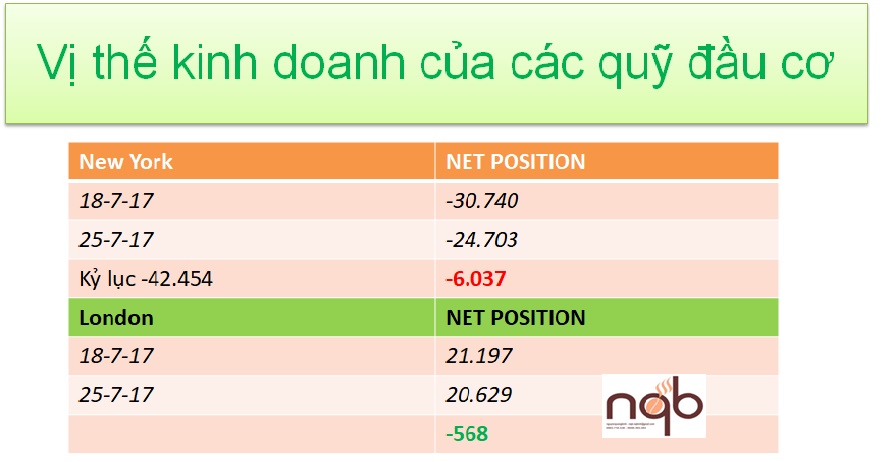 Vị thế kinh doanh của các quỹ đầu cơ
New York NET POSITION
18-7-17 -30.740
25-7-17 -24.703
Kỷ lục -42.454 -6.037
London NET POSITION
18-7-17 21.197
25-7-17 20.629
nqb
-568